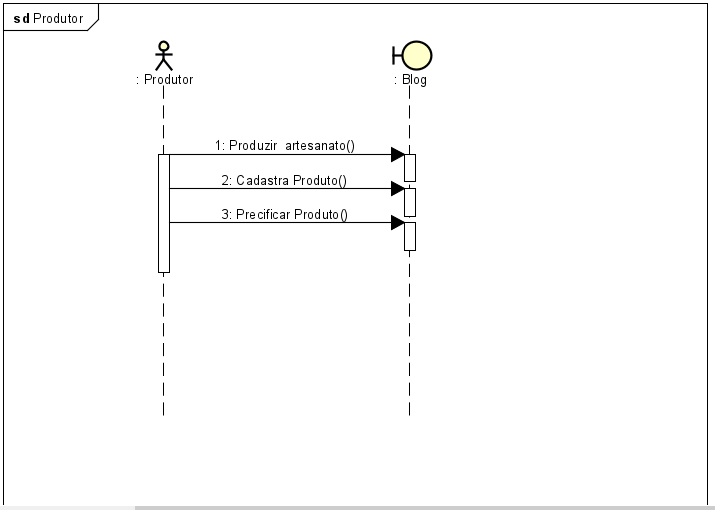 sd Produtor
: Produtor
: Blog
1: Produzir artesanato()
2: Cadastra Produto()
3: Precificar Produto()